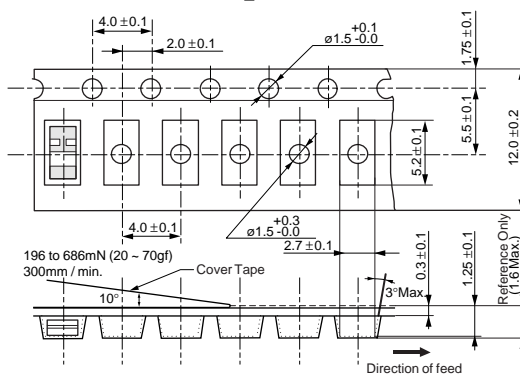 4.0±0.1
2.0±0.1
+0.1
ø1.5 -0.0
1.75±0.1
5.5±0.1
12.0±0.2
5.2±0.1
4.0±0.1
+0.3
ø1.5 -0.0
2.7±0.1
196 to 686mN (20 ~ 70gf)
300mm / min.
Cover Tape
10°
3°Max.
0.3±0.1
1.25±0.1
Reference Only
(1.6 Max.)
Direction of feed